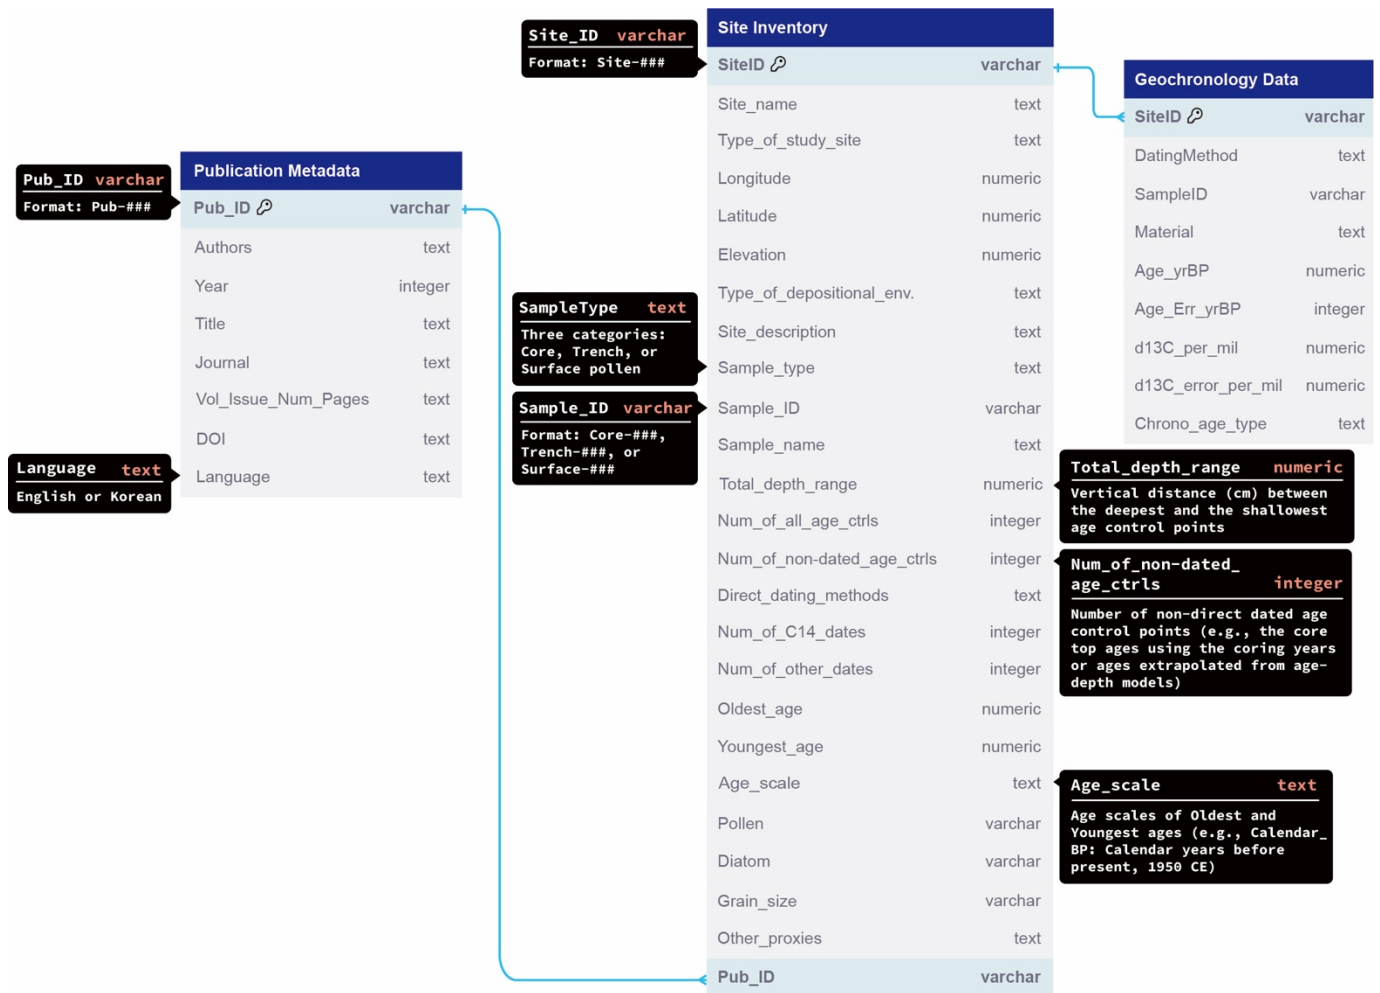 Site_ID varchar
Format: Site-###
Site Inventory
SiteID varchar
Site_name text
Type_of_study_site text
Longitude numeric
Latitude numeric
Elevation numeric
Type_of_depositional_env. text
Site_description text
Sample_type text
Sample_ID varchar
Sample_name text
Total_depth_range numeric
Num_of_all_age_ctrls integer
Num_of_non-dated_age_ctrls integer
Direct_dating_methods text
Num_of_C14_dates integer
Num_of_other_dates integer
Oldest_age numeric
Youngest_age numeric
Age_scale text
Pollen varchar
Diatom varchar
Grain_size varchar
Other_proxies text
Pub_ID varchar
Geochronology Data
SiteID varchar
DatingMethod text
SampleID varchar
Material text
Age_yrBP numeric
Age_Err_yrBP integer
d13C_per_mil numeric
d13C_error_per_mil numeric
Chrono_age_type text
Pub_ID varchar
Format: Pub-###
Publication Metadata
Pub_ID varchar
Authors text
Year integer
Title text
Journal text
Vol_Issue_Num_Pages text
DOI text
Language text
Language text
English or Korean
SampleType text
Three categories:
Core, Trench, or
Surface pollen
Sample_ID varchar
Format: Core-###,
Trench-###, or
Surface-###
Total_depth_range numeric
Vertical distance (cm) between
the deepest and the shallowest
age control points
Num_of_non-dated_
age_ctrls integer
Number of non-direct dated age
control points (e.g., the core
top ages using the coring years
or ages extrapolated from age-
depth models)
Age_scale text
Age scales of Oldest and
Youngest ages (e.g., Calendar_
BP: Calendar years before
present, 1950 CE)